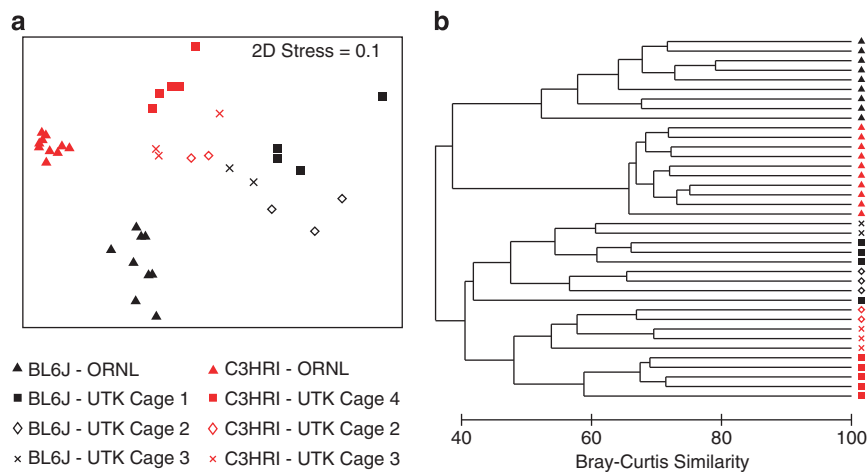 a
2D Stress = 0.1
BL6J - ORNL
BL6J - UTK Cage 1
BL6J - UTK Cage 2
BL6J - UTK Cage 3
C3HRI - ORNL
C3HRI - UTK Cage 4
C3HRI - UTK Cage 2
C3HRI - UTK Cage 3
b
40 60 80 100
Bray-Curtis Similarity